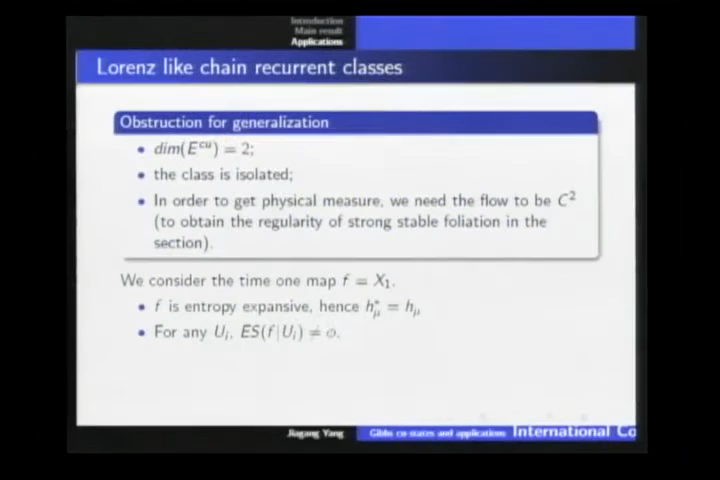 Introduction
Main result
Applications
Lorenz like chain recurrent classes
Obstruction for generalization
• dim(E^{cu}) = 2;
• the class is isolated;
• In order to get physical measure, we need the flow to be C²
(to obtain the regularity of strong stable foliation in the
section).
We consider the time one map f = X₁.
• f is entropy expansive, hence h*_μ = h_μ
• For any U_i, ES(f|U_i) ≠ ∅.
Jiagang Yang
Gibbs cu-states and applications
International Co